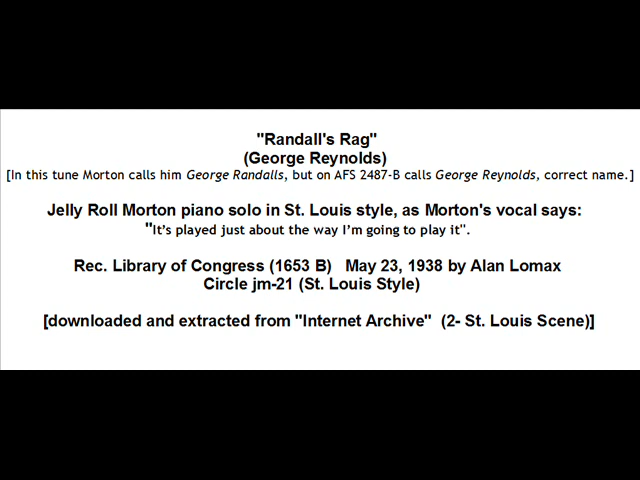 "Randall's Rag"
(George Reynolds)
[In this tune Morton calls him George Randalls, but on AFS 2487-B calls George Reynolds, correct name.]
Jelly Roll Morton piano solo in St. Louis style, as Morton's vocal says:
"It’s played just about the way I’m going to play it".
Rec. Library of Congress (1653 B)   May 23, 1938 by Alan Lomax
Circle jm-21 (St. Louis Style)
[downloaded and extracted from "Internet Archive"  (2- St. Louis Scene)]